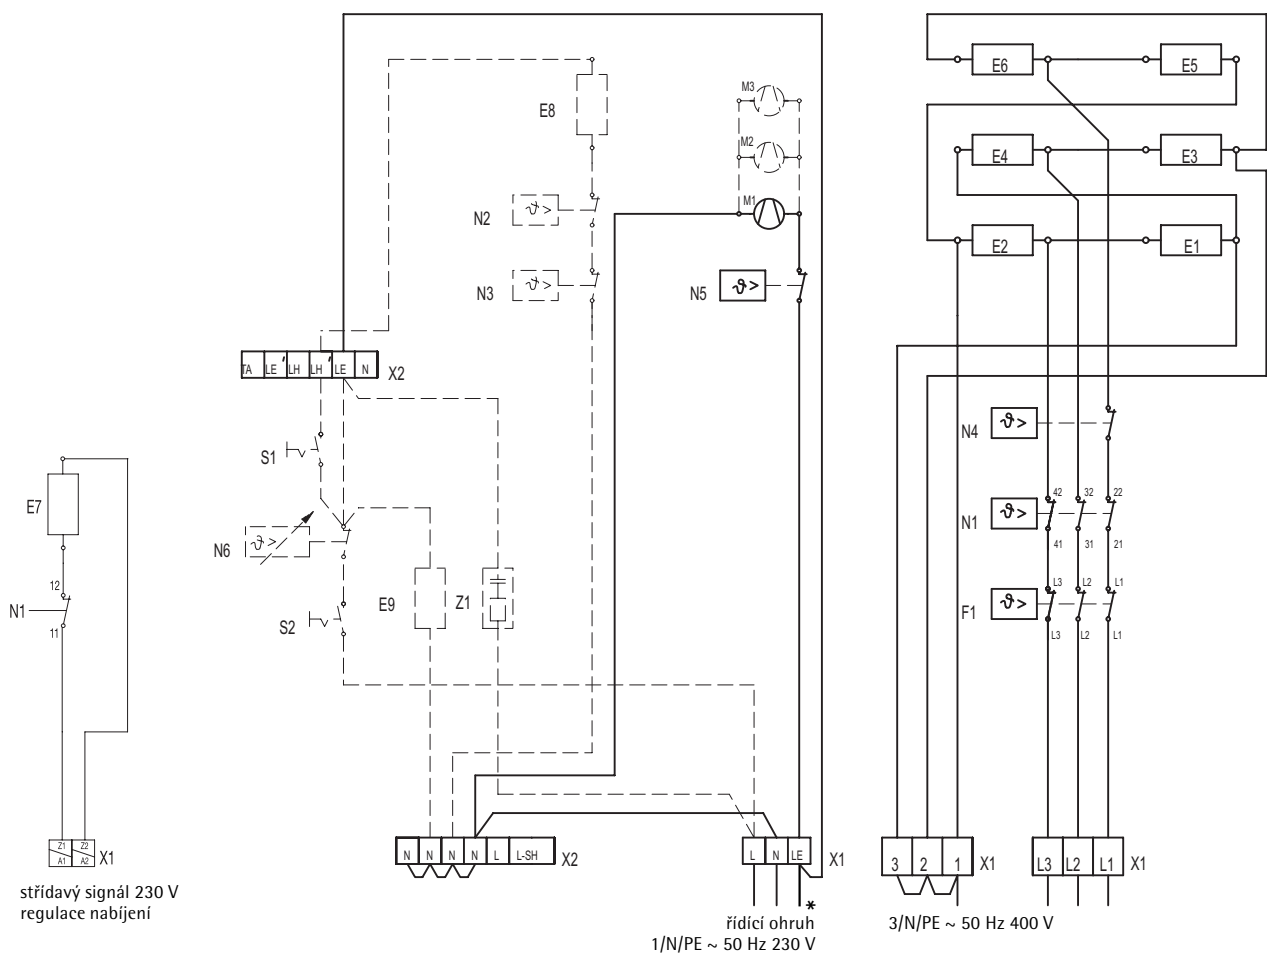 M3
E6
E5
E8
M2
E4
E3
N2
M1
E2
E1
N3
N5
TA LE' LH LH' LE N X2
N4
S1
E7
42 32 22
N1
N6
41 31 21
12
N1
11
E9
Z1
L3 L2 L1
F1
S2
L3 L2 L1
Z1 Z2
A1 A2
X1
N N N N L L-SH X2
L N LE X1
3 2 1 X1
L3 L2 L1 X1
*
střídavý signál 230 V
regulace nabíjení
řídící ohruh
1/N/PE ~ 50 Hz 230 V
3/N/PE ~ 50 Hz 400 V
ϑ>
ϑ>
ϑ>
ϑ>
ϑ>
ϑ>
ϑ>